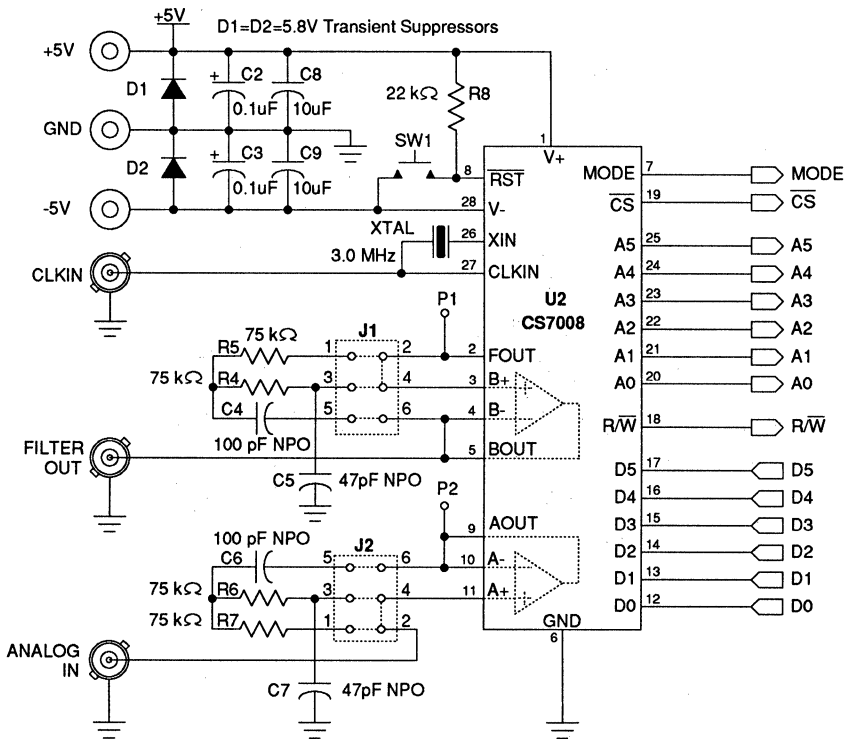 +5V D1=D2=5.8V Transient Suppressors
+5V
D1 + C2 C8 22 kΩ R8
0.1uF 10uF
GND
SW1
1
V+
D2 + C3 C9
0.1uF 10uF
8 RST
MODE 7 MODE
-5V
28 V-
CS 19 CS
XTAL
26 XIN
3.0 MHz
CLKIN
27 CLKIN
A5 25 A5
A4 24 A4
U2
CS7008
A3 23 A3
P1
A2 22 A2
75 kΩ
J1
R5 1 2 2 FOUT
A1 21 A1
75 kΩ R4 3 4 3 B+ +
A0 20 A0
C4 5 6 4 B- -
100 pF NPO
R/W 18 R/W
FILTER
OUT
5 BOUT
D5 17 D5
C5 47pF NPO
P2
D4 16 D4
9 AOUT
D3 15 D3
100 pF NPO
J2
C6 5 6 10 A- -
D2 14 D2
75 kΩ R6 3 4 11 A+ +
D1 13 D1
75 kΩ R7 1 2
D0 12 D0
GND
6
ANALOG
IN
C7 47pF NPO